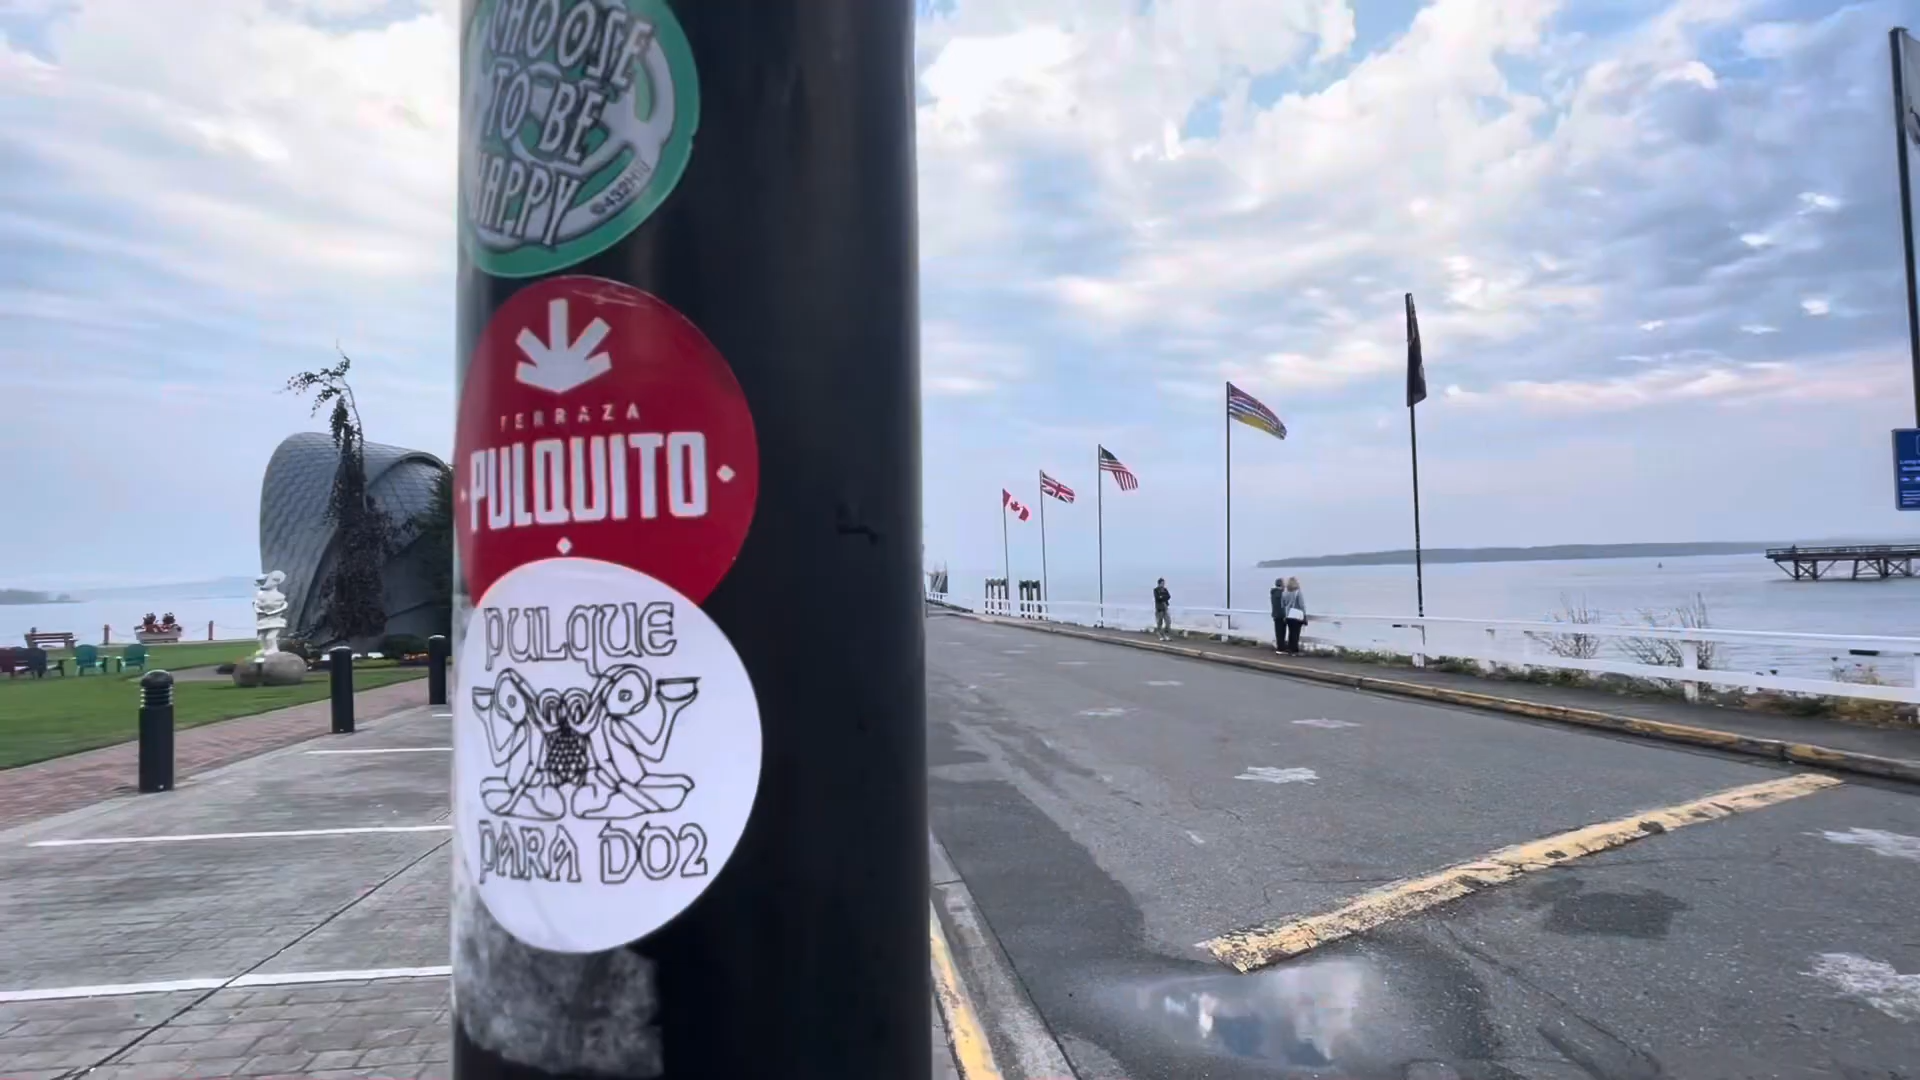 CHOOSE
TO BE
HAPPY
TERRAZA
PULQUITO
PULQUE
PARA DO2